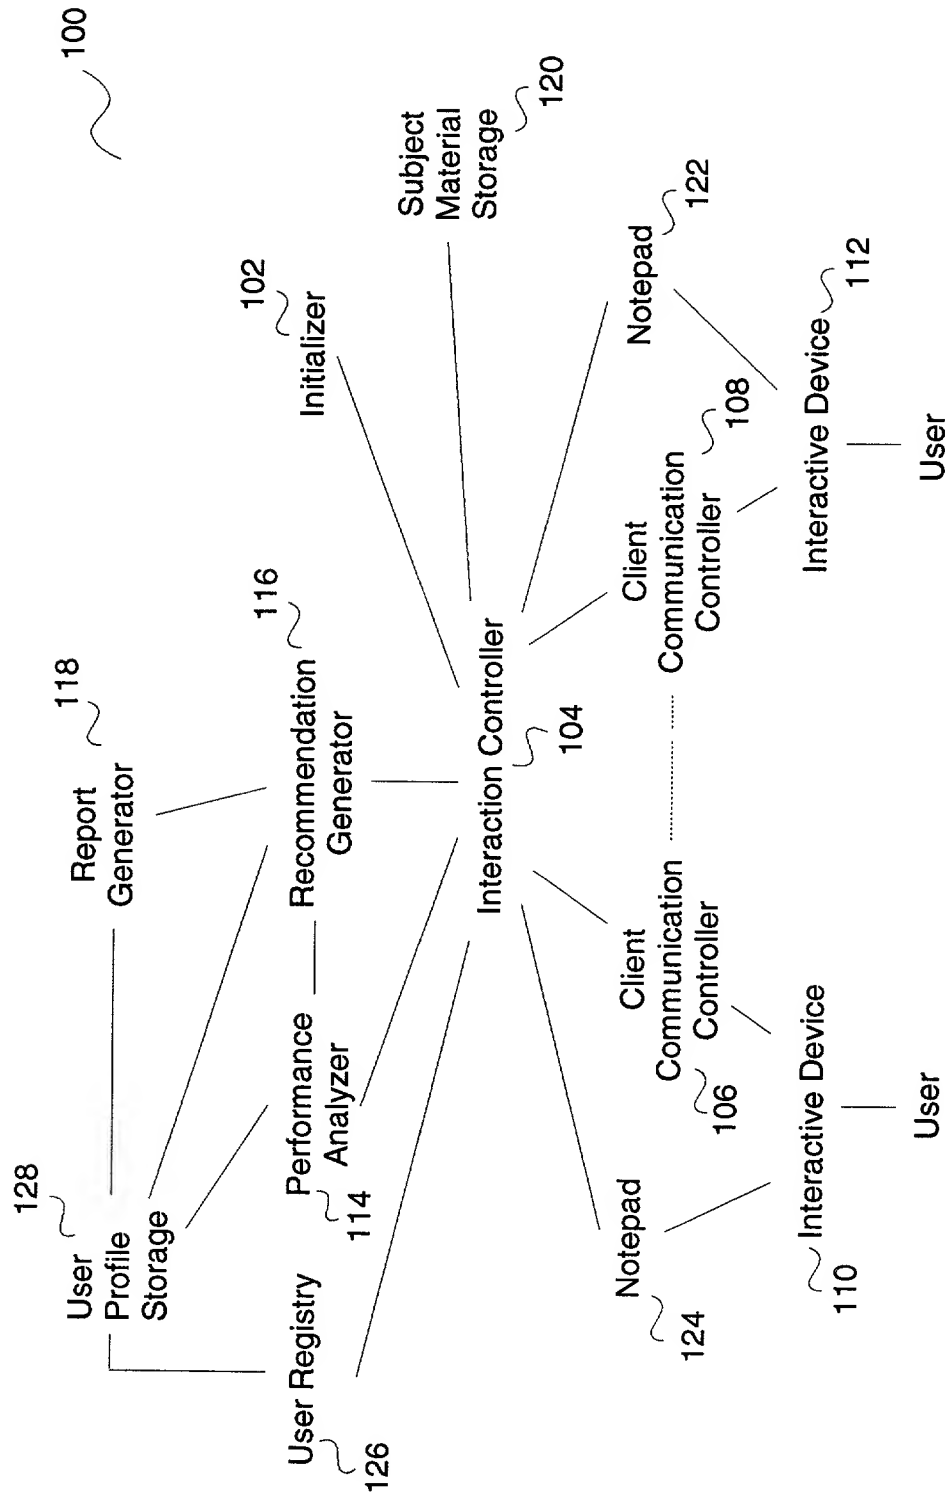 100
128
User
Profile
Storage
118
Report
Generator
116
Recommendation
Generator
102
Initializer
Subject
Material
Storage
120
User Registry
126
Performance
Analyzer
114
Interaction Controller
104
Notepad
124
Client
Communication
Controller
106
Client
Communication
Controller
108
Notepad
122
110
Interactive Device
User
Interactive Device
112
User